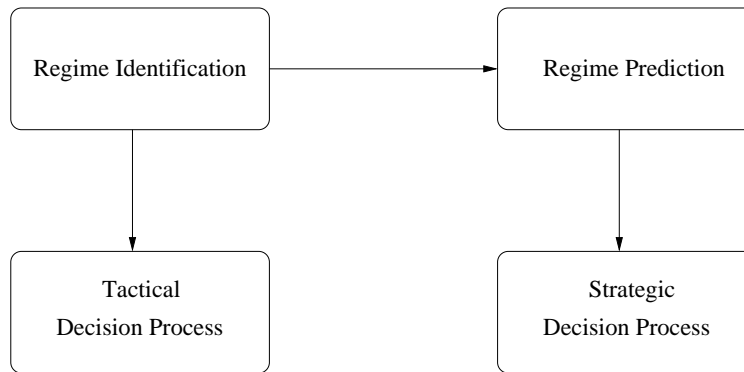 Regime Identification
Regime Prediction
Tactical
Decision Process
Strategic
Decision Process